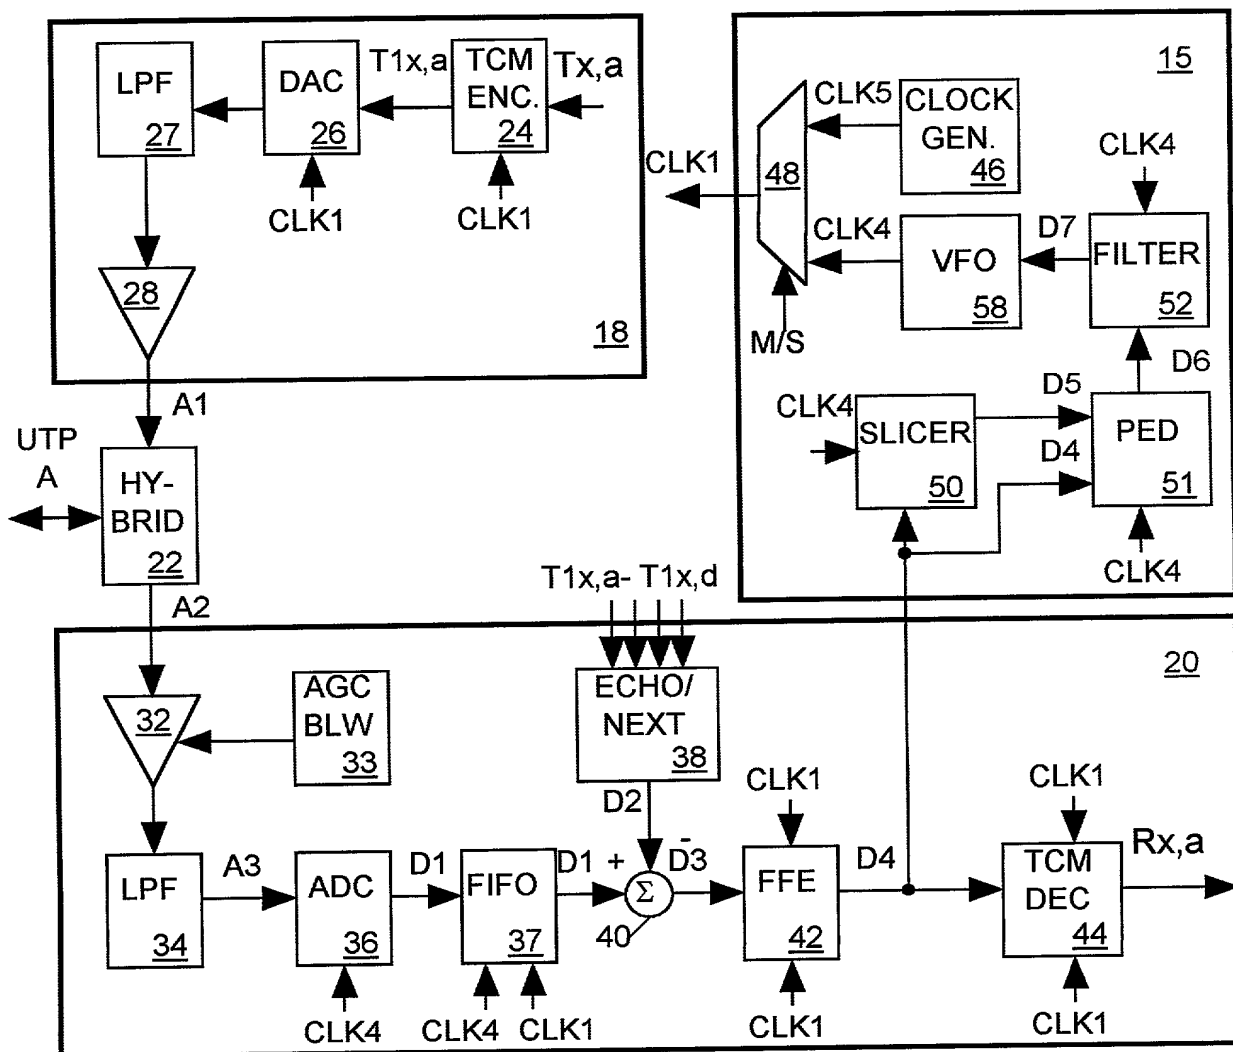 LPF
27
DAC
26
T1x,a
TCM
ENC.
24
Tx,a
CLK1
CLK1
28
18
A1
UTP
A
HY-
BRID
22
A2
15
CLK1
48
CLK5
CLOCK
GEN.
46
CLK4
CLK4
VFO
58
D7
FILTER
52
M/S
D6
CLK4
SLICER
50
D5
D4
PED
51
CLK4
T1x,a- T1x,d
20
32
AGC
BLW
33
ECHO/
NEXT
38
D2
CLK1
CLK1
LPF
34
A3
ADC
36
D1
FIFO
37
D1
+
-
Σ
40
D3
FFE
42
D4
TCM
DEC
44
Rx,a
CLK4
CLK4
CLK1
CLK1
CLK1